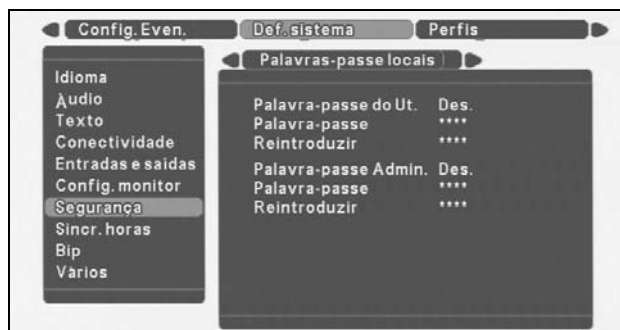 Config. Even. Def. sistema Perfis
Palavras-passe locais
Idioma
Àudio
Texto
Conectividade
Entradas e saídas
Config. monitor
Segurança
Sincr. horas
Bip
Vàrios
Palavra-passe do Ut. Des.
Palavra-passe ****
Reintroduzir ****
Palavra-passe Admin. Des.
Palavra-passe ****
Reintroduzir ****